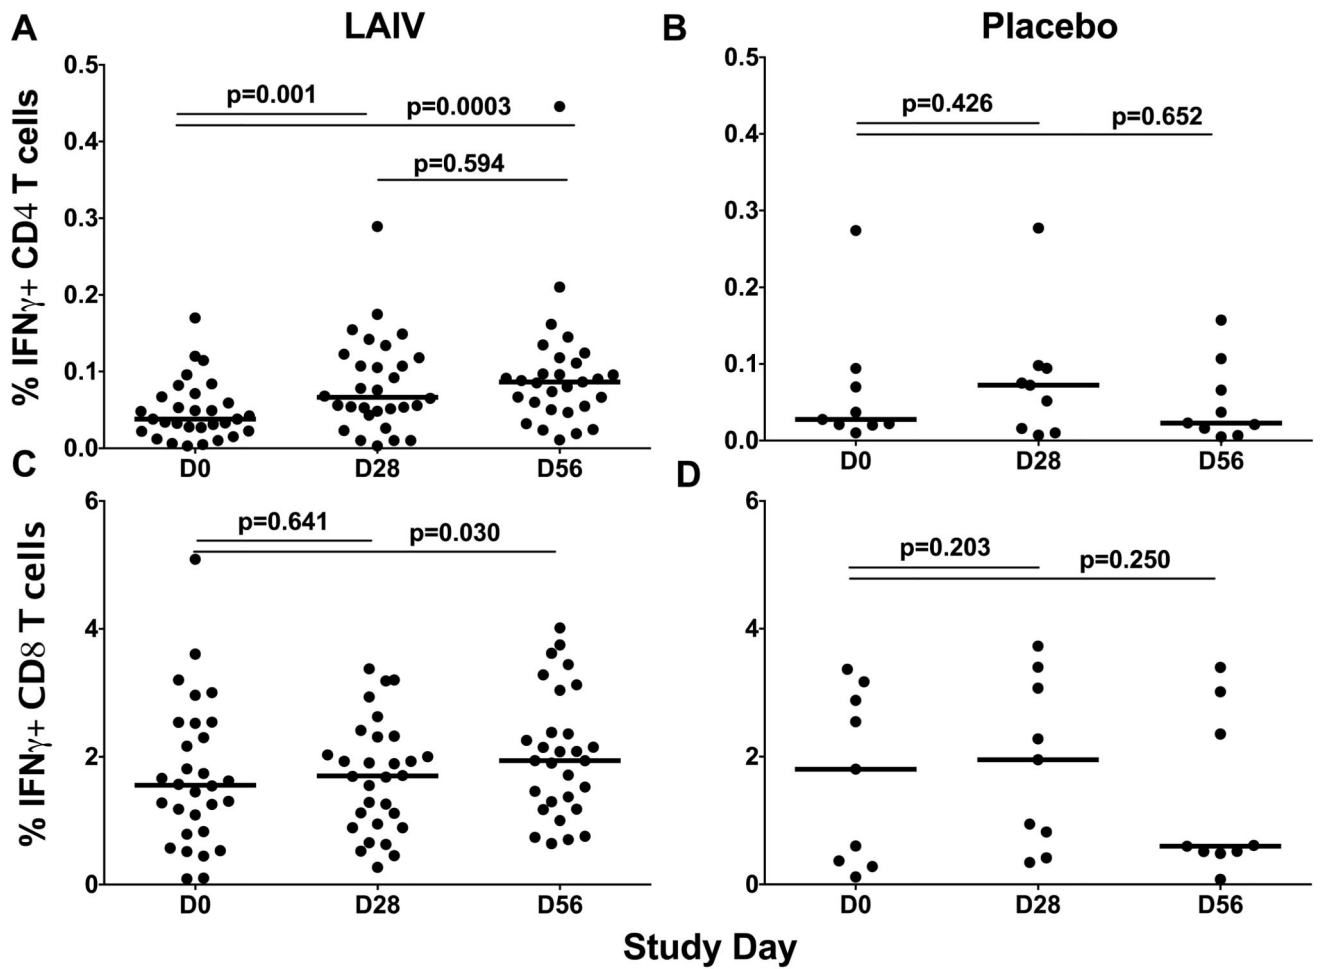 A
LAIV
B
Placebo
% IFNγ+ CD4 T cells
0.5
0.4
0.3
0.2
0.1
0.0
p=0.001
p=0.0003
p=0.594
D0
D28
D56
0.5
0.4
0.3
0.2
0.1
0.0
p=0.426
p=0.652
D0
D28
D56
C
% IFNγ+ CD8 T cells
6
4
2
0
p=0.641
p=0.030
D0
D28
D56
D
6
4
2
0
p=0.203
p=0.250
D0
D28
D56
Study Day